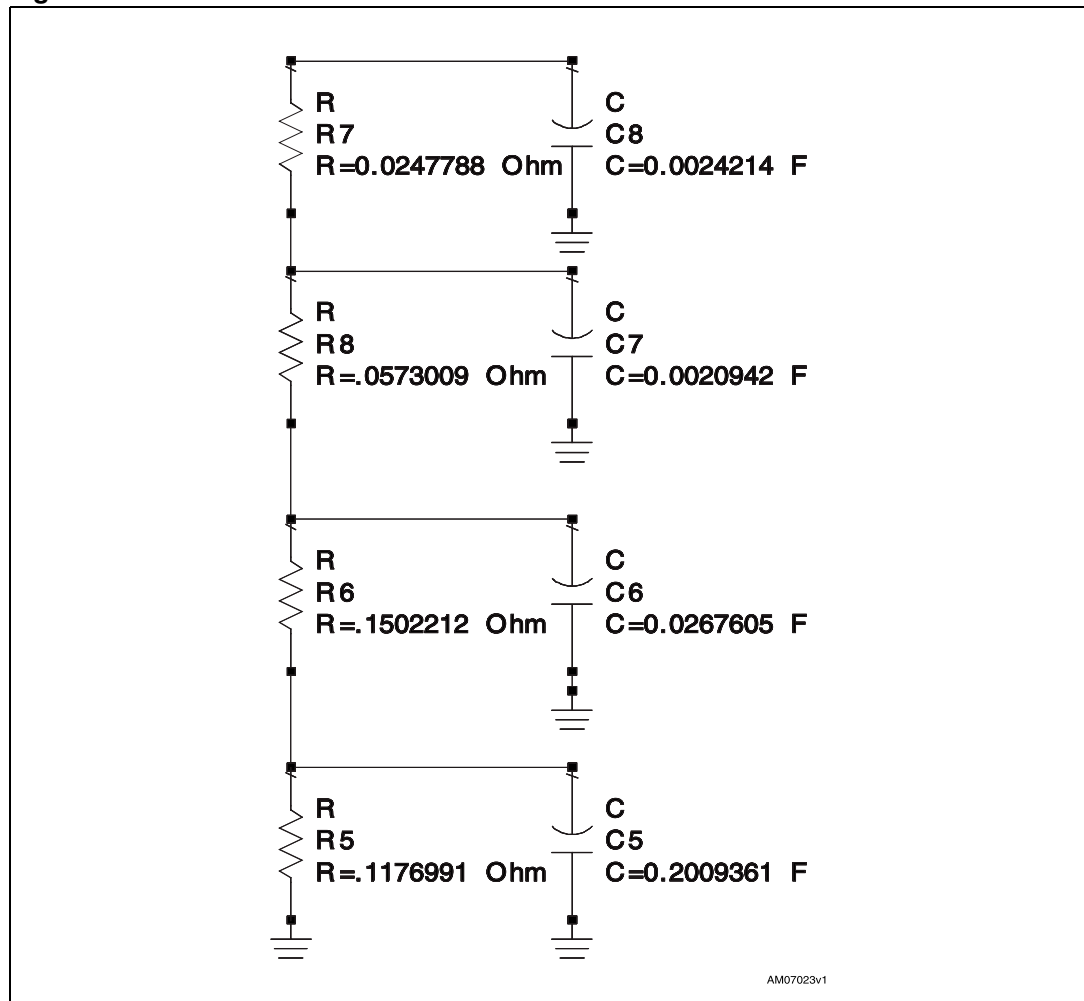 R
R7
R=0.0247788 Ohm
C
C8
C=0.0024214 F
R
R8
R=.0573009 Ohm
C
C7
C=0.0020942 F
R
R6
R=.1502212 Ohm
C
C6
C=0.0267605 F
R
R5
R=.1176991 Ohm
C
C5
C=0.2009361 F
AM07023v1